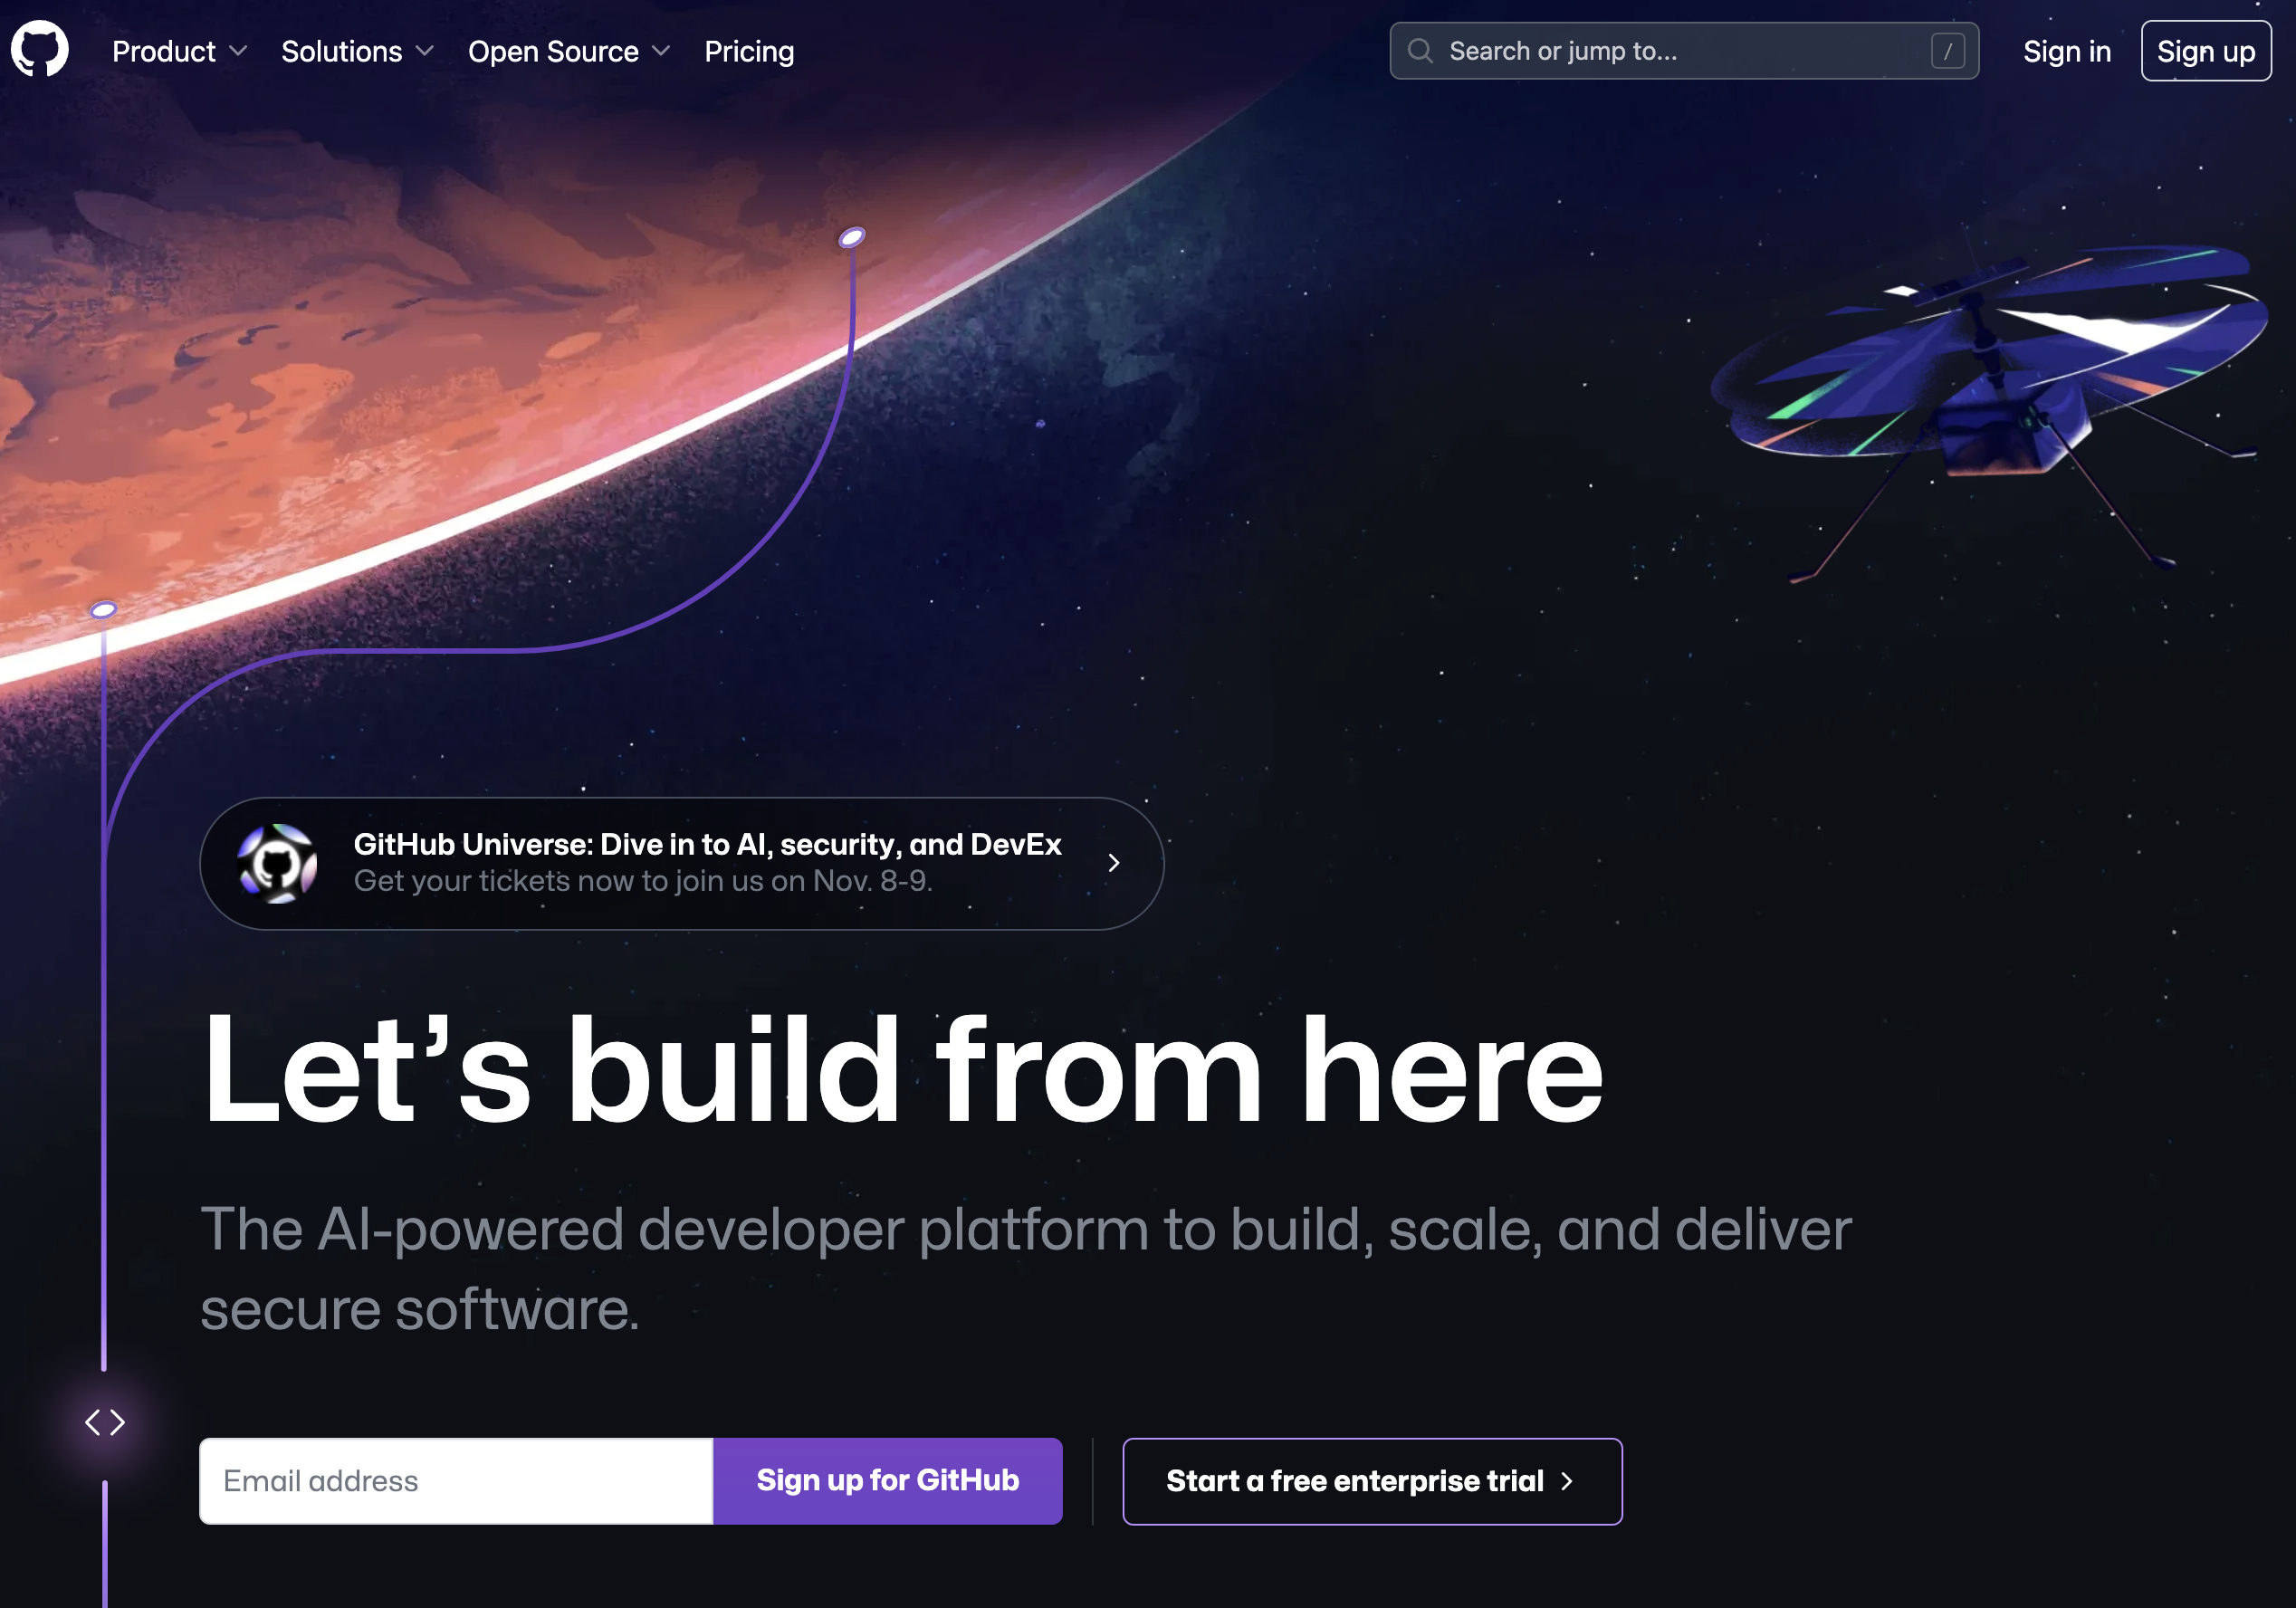 Product
Solutions
Open Source
Pricing
Search or jump to...
/
Sign in
Sign up
GitHub Universe: Dive in to AI, security, and DevEx
Get your tickets now to join us on Nov. 8-9.
Let’s build from here
The AI-powered developer platform to build, scale, and deliver
secure software.
Email address
Sign up for GitHub
Start a free enterprise trial